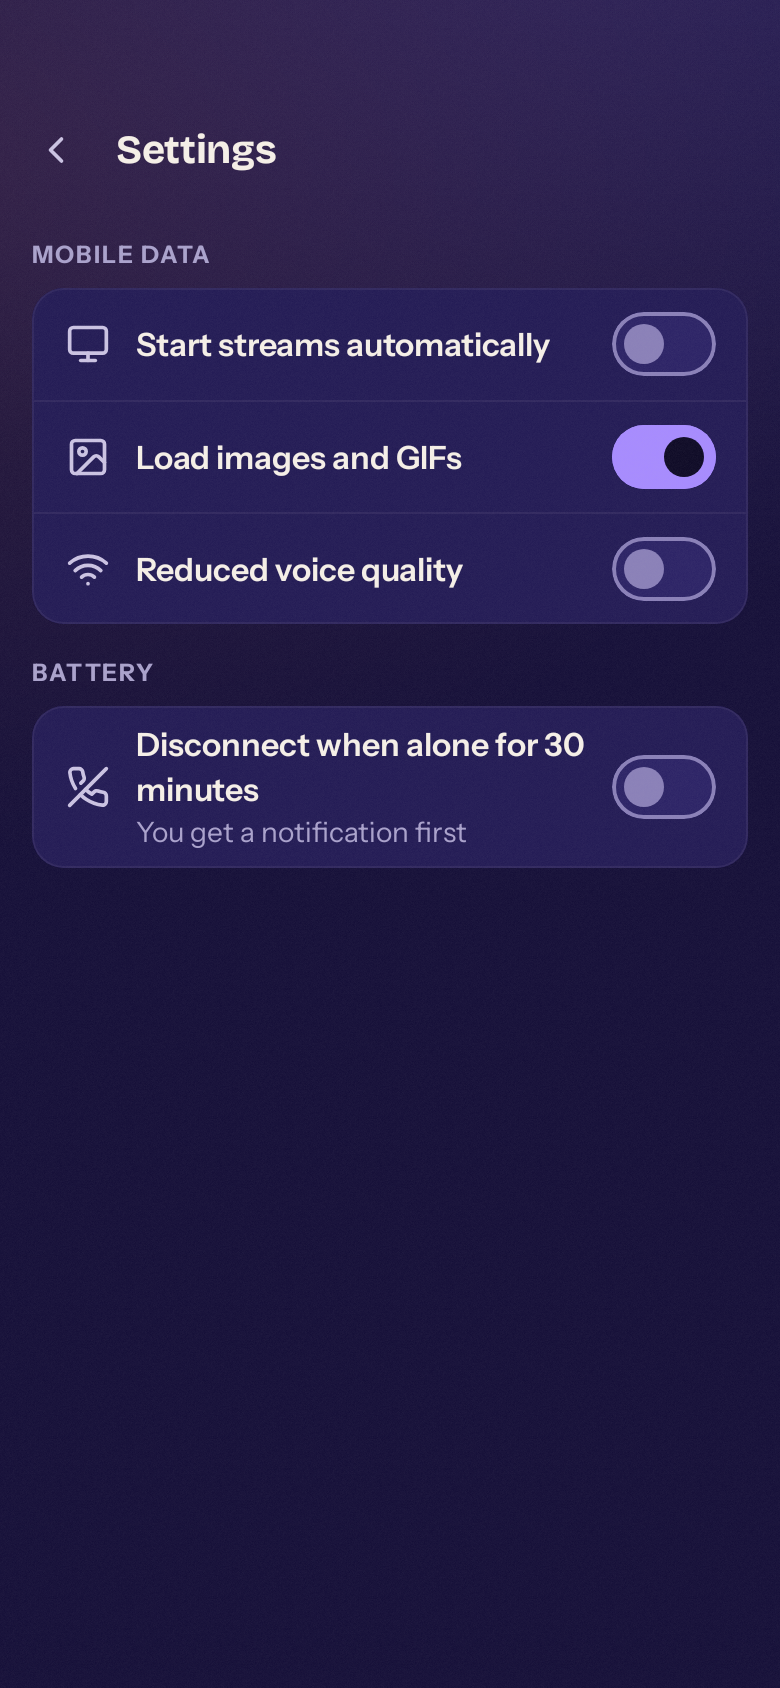 Settings
MOBILE DATA
Start streams automatically
Load images and GIFs
Reduced voice quality
BATTERY
Disconnect when alone for 30
minutes
You get a notification first